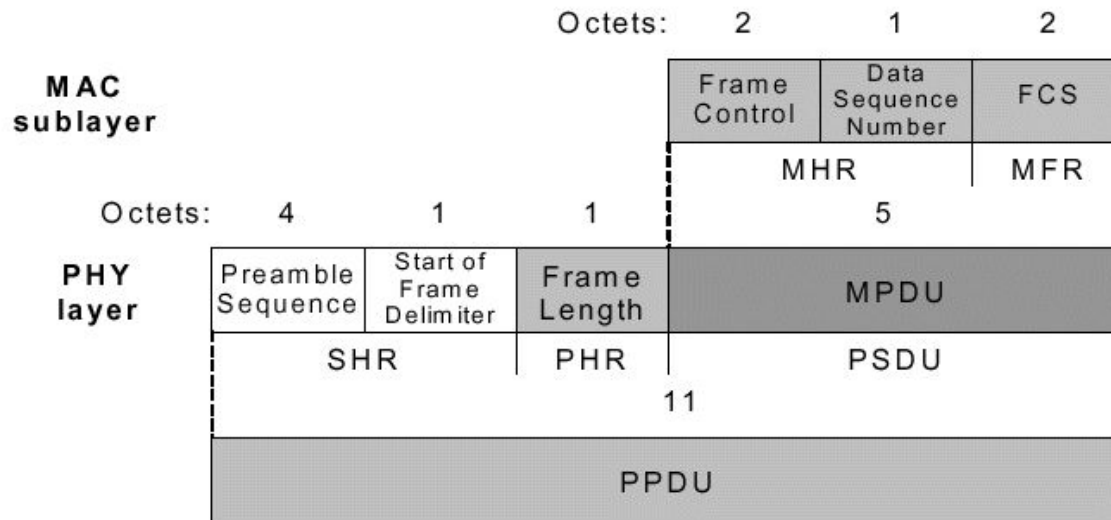 Octets: 2 1 2
MAC
sublayer
Frame
Control
Data
Sequence
Number
FCS
MHR MFR
Octets: 4 1 1 5
PHY
layer
Preamble
Sequence
Start of
Frame
Delimiter
Frame
Length
MPDU
SHR PHR PSDU
11
PPDU